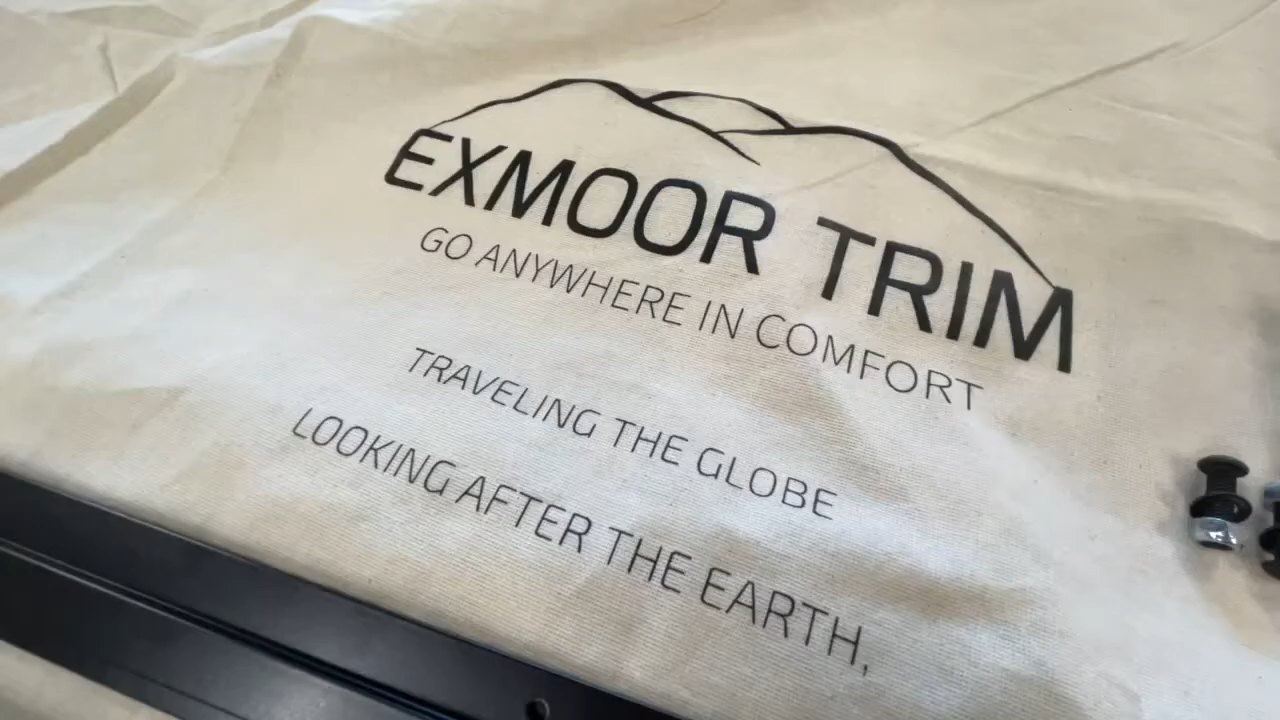 EXMOOR TRIM
GO ANYWHERE IN COMFORT
TRAVELING THE GLOBE
LOOKING AFTER THE EARTH,